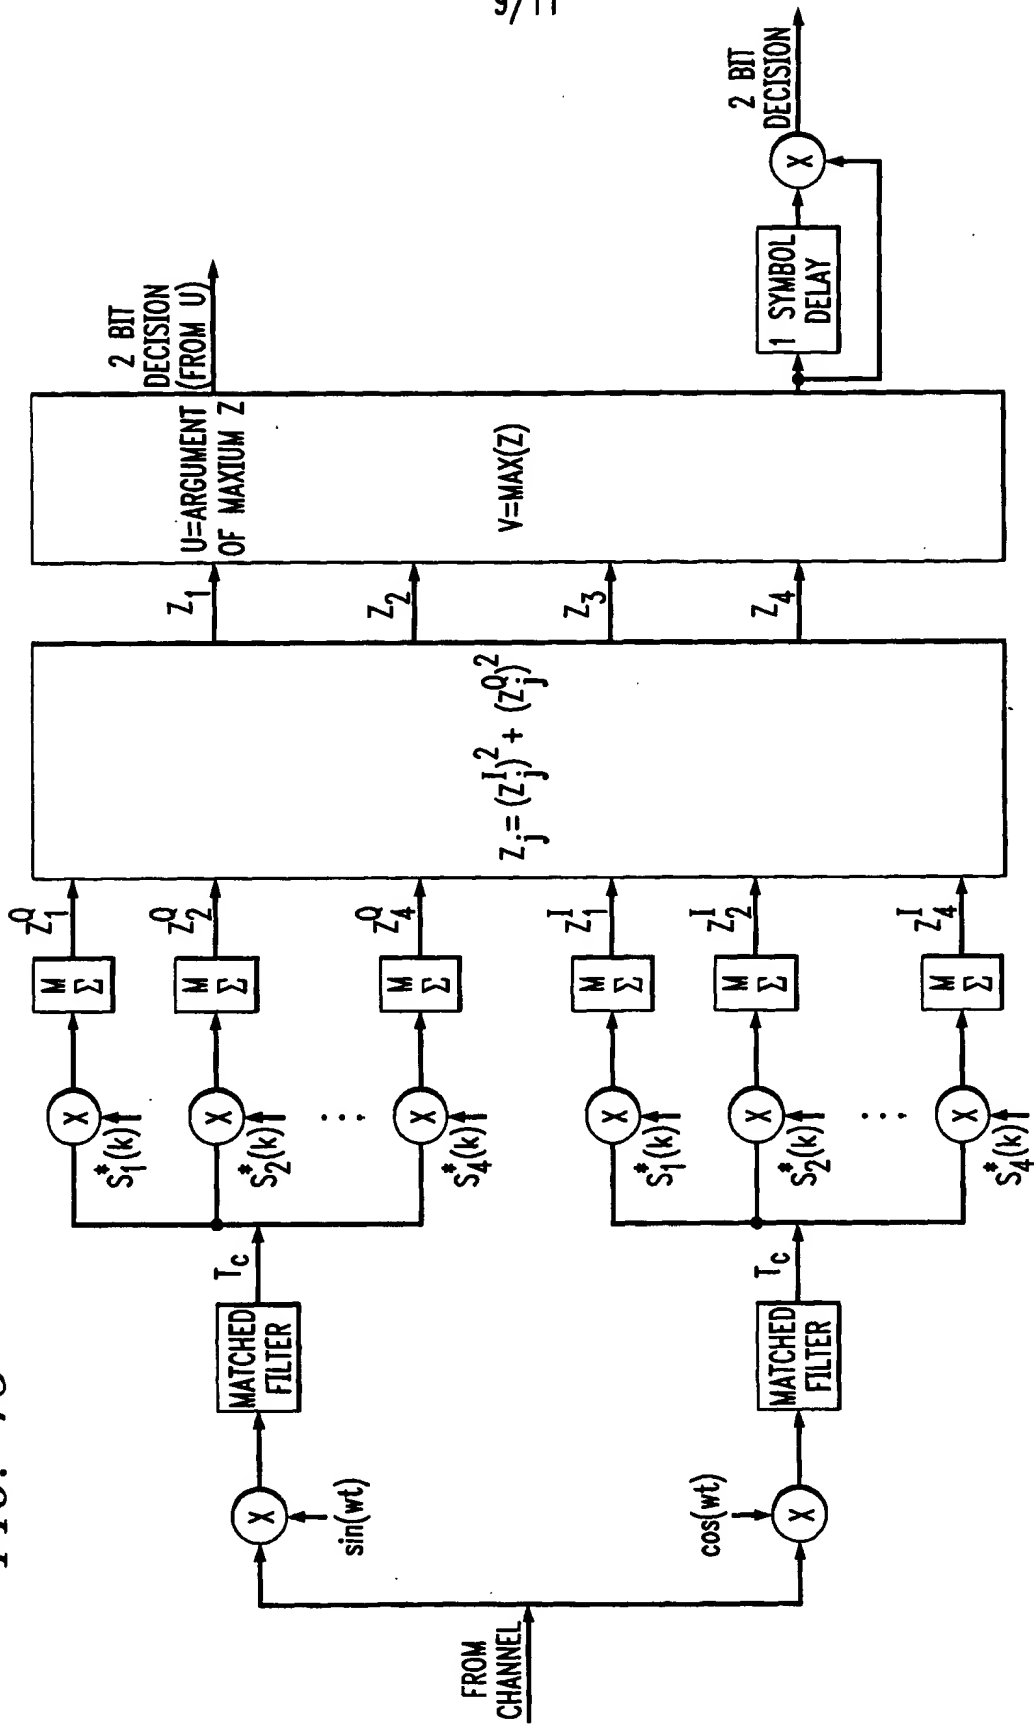 9/11
FROM
CHANNEL
sin(wt)
cos(wt)
X
X
MATCHED
FILTER
MATCHED
FILTER
T_c
T_c
X
S*_1(k)
X
S*_2(k)
...
X
S*_4(k)
X
S*_1(k)
X
S*_2(k)
...
X
S*_4(k)
M
Σ
M
Σ
M
Σ
M
Σ
M
Σ
M
Σ
Z^Q_1
Z^Q_2
Z^Q_4
Z^I_1
Z^I_2
Z^I_4
Z_j=(Z^I_j)^2 + (Z^Q_j)^2
Z_1
Z_2
Z_3
Z_4
U=ARGUMENT
OF MAXIUM Z
V=MAX(Z)
2 BIT
DECISION
(FROM U)
1 SYMBOL
DELAY
X
2 BIT
DECISION